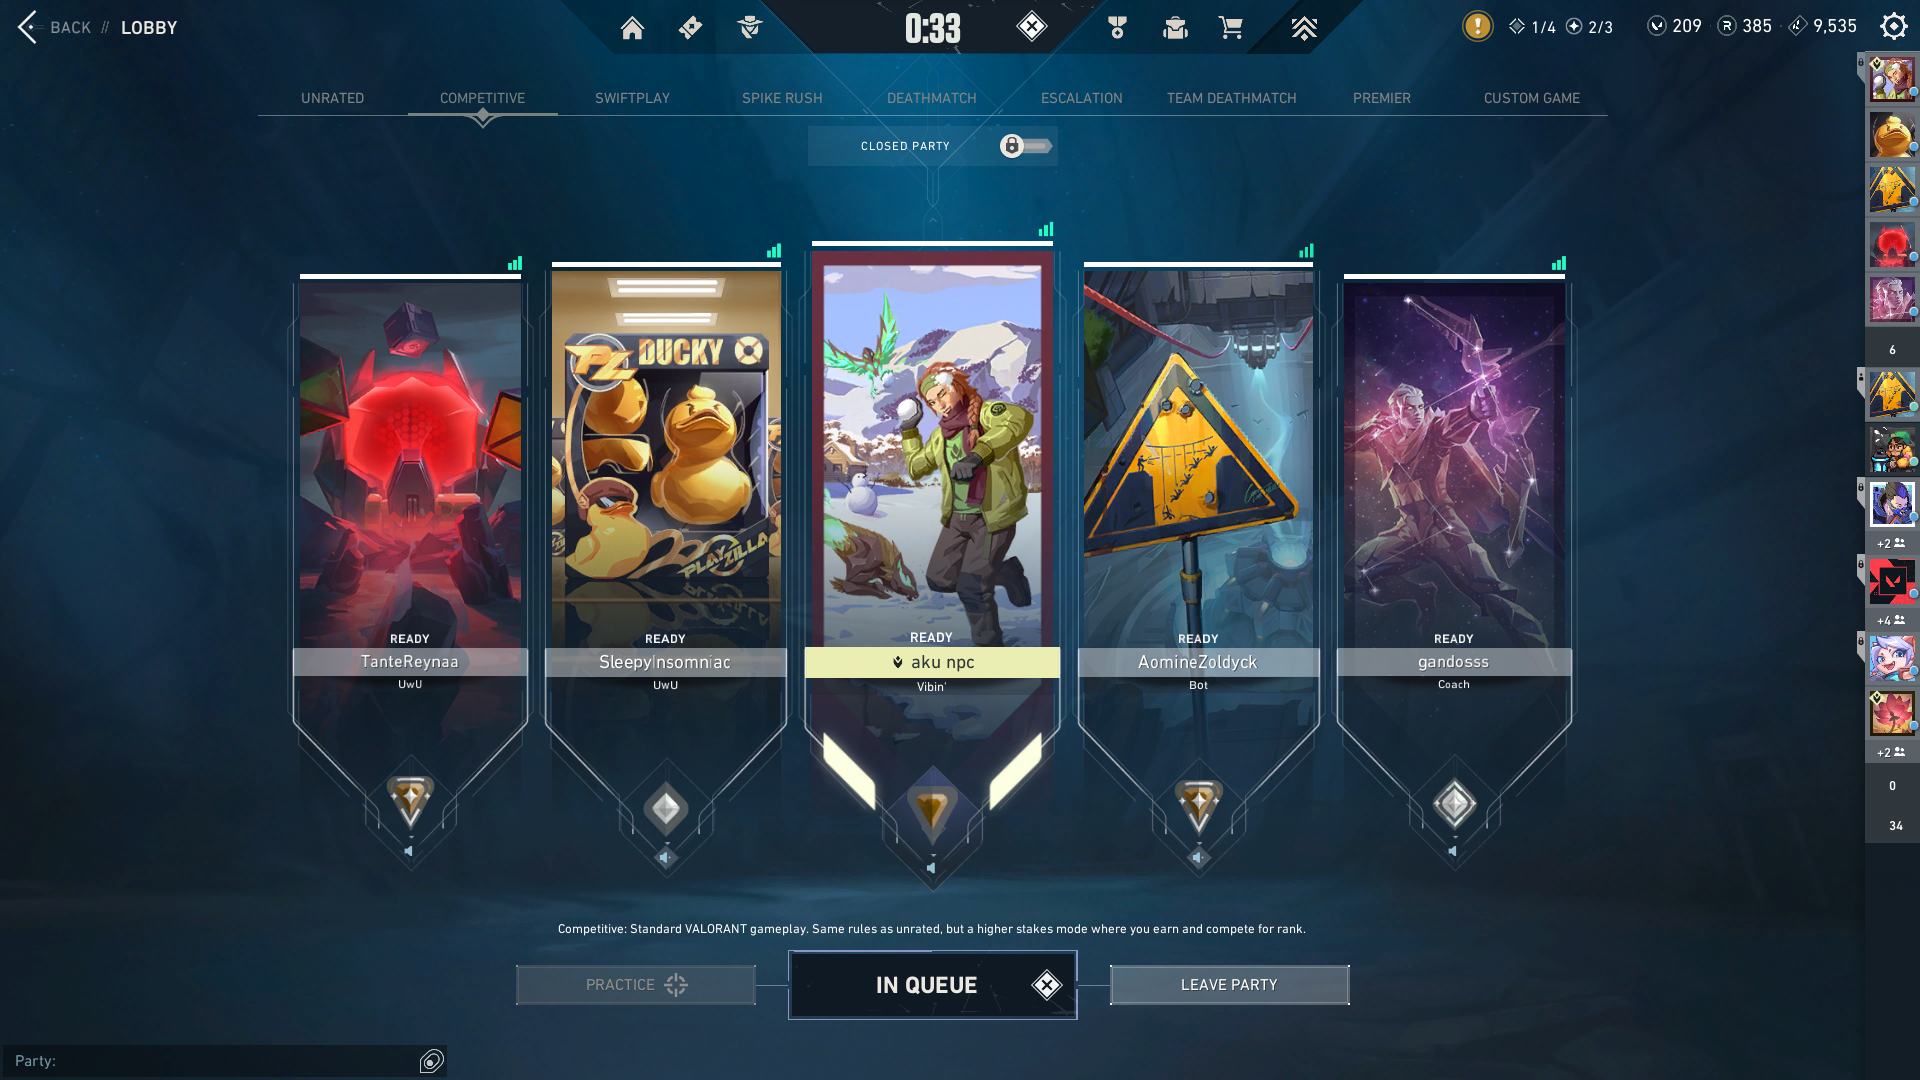 BACK // LOBBY
0:33
1/4
2/3
209
385
9,535
UNRATED
COMPETITIVE
SWIFTPLAY
SPIKE RUSH
DEATHMATCH
ESCALATION
TEAM DEATHMATCH
PREMIER
CUSTOM GAME
CLOSED PARTY
DUCKY
PLAYZILLA
READY
TanteReynaa
UwU
READY
SleepyInsomniac
UwU
READY
aku npc
Vibin'
READY
AomineZoldyck
Bot
READY
gandosss
Coach
6
+2
+4
+2
0
34
Competitive: Standard VALORANT gameplay. Same rules as unrated, but a higher stakes mode where you earn and compete for rank.
PRACTICE
IN QUEUE
LEAVE PARTY
Party: